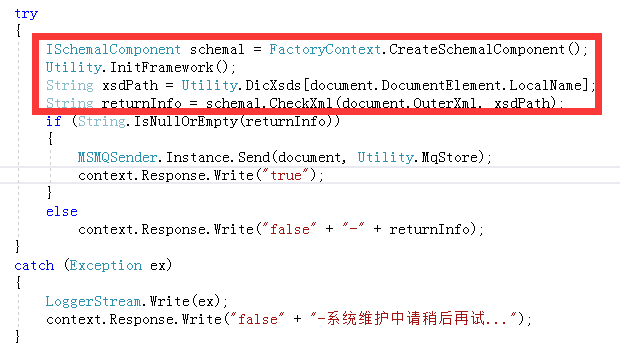 try
{
ISchemalComponent schemal = FactoryContext.CreateSchemalComponent();
Utility.InitFramework();
String xsdPath = Utility.DicXsds[document.DocumentElement.LocalName];
String returnInfo = schemal.CheckXml(document.OuterXml, xsdPath);
if (String.IsNullOrEmpty(returnInfo))
{
MSMQSender.Instance.Send(document, Utility.MqStore);
context.Response.Write("true");
}
else
context.Response.Write("false" + "-" + returnInfo);
}
catch (Exception ex)
{
LoggerStream.Write(ex);
context.Response.Write("false" + "-系统维护中请稍后再试...");
}